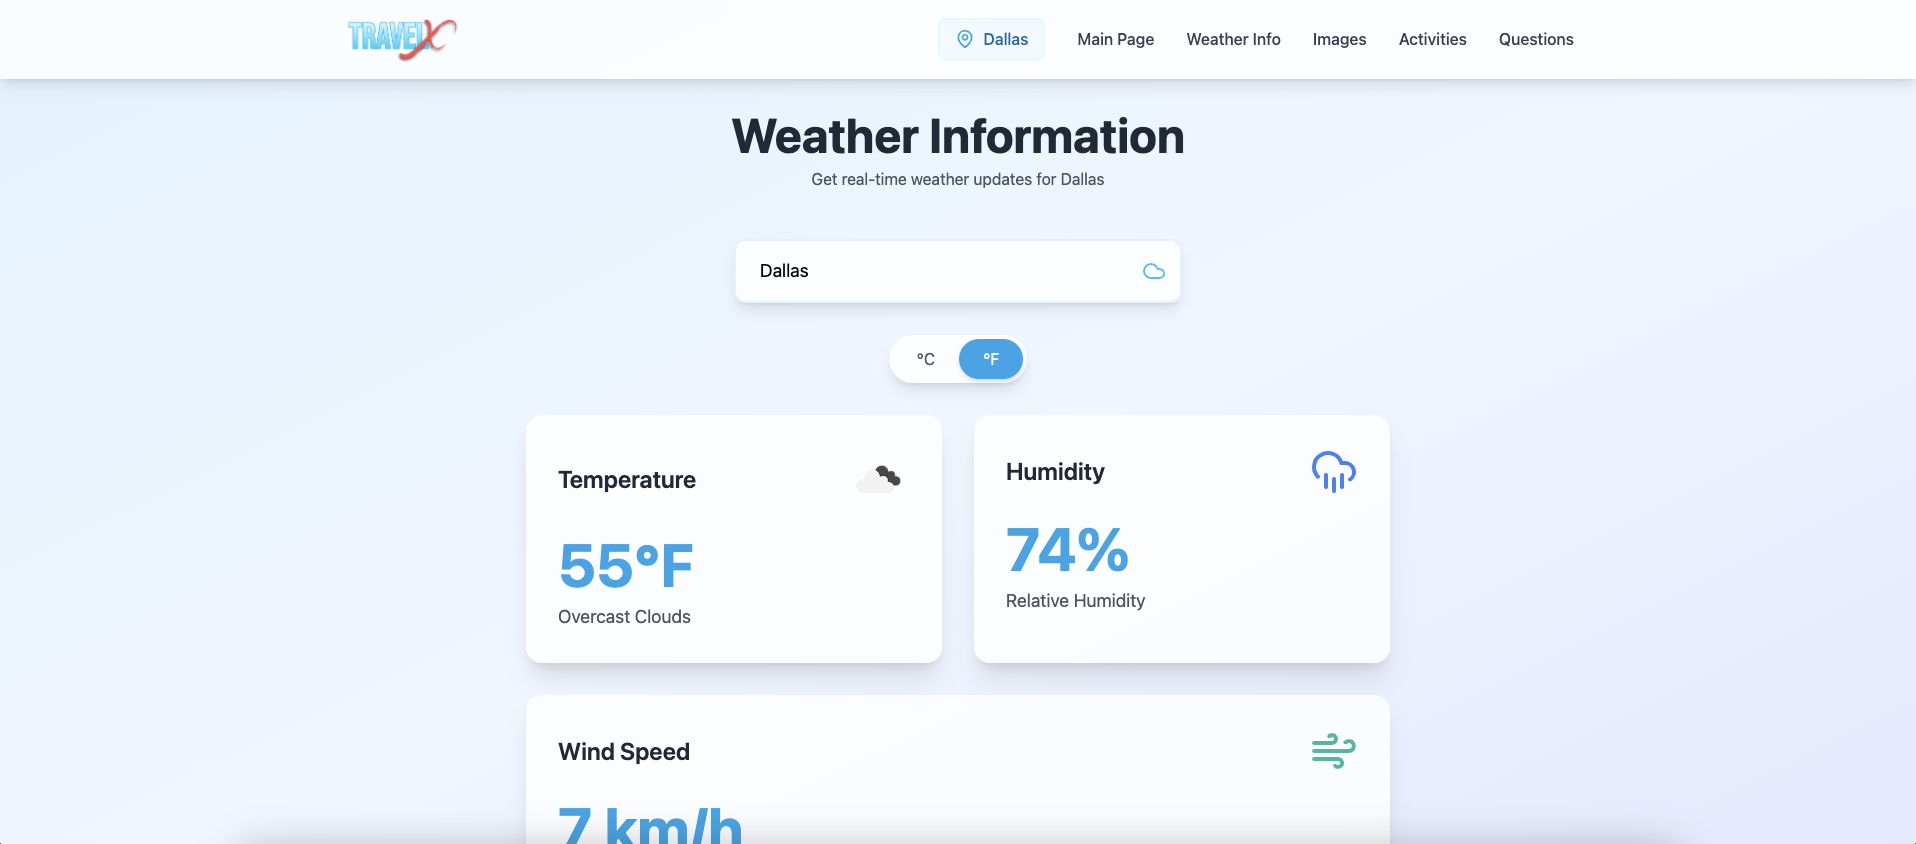 TRAVELX
Dallas
Main Page
Weather Info
Images
Activities
Questions
Weather Information
Get real-time weather updates for Dallas
Dallas
°C
°F
Temperature
55°F
Overcast Clouds
Humidity
74%
Relative Humidity
Wind Speed
7 km/h